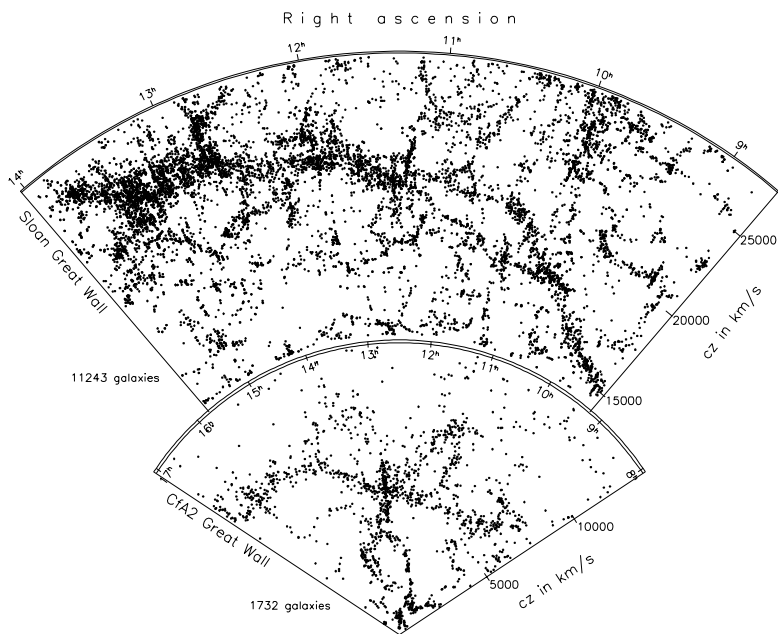 Right ascension
14ʰ
13ʰ
12ʰ
11ʰ
10ʰ
9ʰ
Sloan Great Wall
25000
20000
15000
cz in km/s
11243 galaxies
16ʰ
15ʰ
14ʰ
13ʰ
12ʰ
11ʰ
10ʰ
9ʰ
8ʰ
CfA2 Great Wall
10000
5000
cz in km/s
1732 galaxies